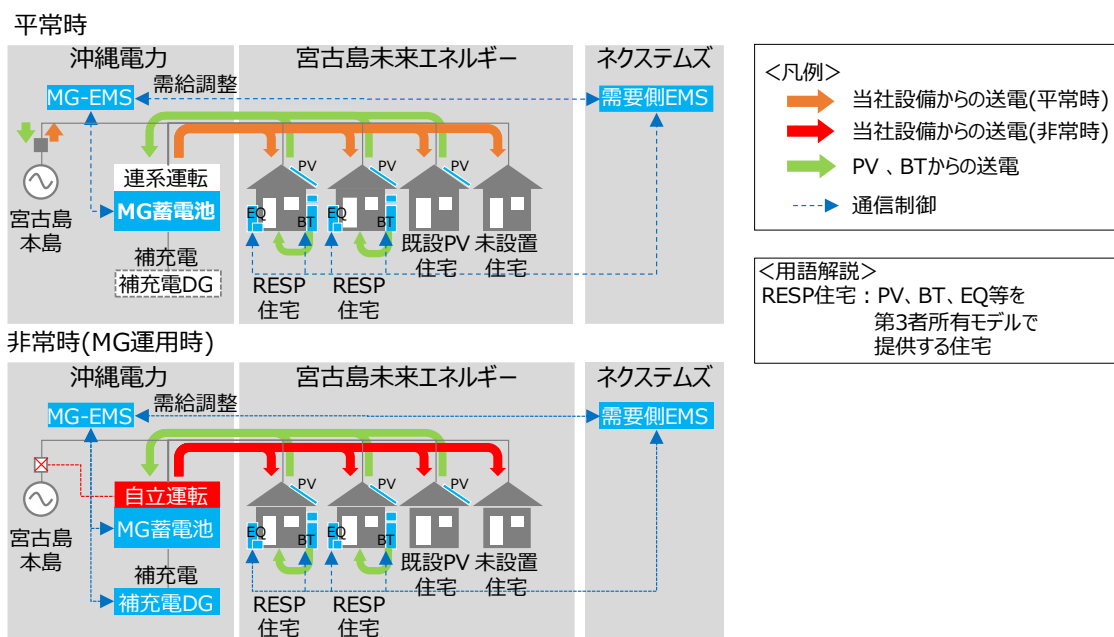 平常時
沖縄電力
宮古島未来エネルギー
ネクステムズ
MG-EMS
需給調整
需要側EMS
連系運転
MG蓄電池
宮古島
本島
補充電
補充電DG
PV
PV
PV
EQ
BT
EQ
BT
RESP
住宅
RESP
住宅
既設PV
住宅
未設置
住宅
<凡例>
当社設備からの送電(平常時)
当社設備からの送電(非常時)
PV 、BTからの送電
通信制御
<用語解説>
RESP住宅：PV、BT、EQ等を
第3者所有モデルで
提供する住宅
非常時(MG運用時)
沖縄電力
宮古島未来エネルギー
ネクステムズ
MG-EMS
需給調整
需要側EMS
自立運転
MG蓄電池
宮古島
本島
補充電
補充電DG
PV
PV
PV
EQ
BT
EQ
BT
RESP
住宅
RESP
住宅
既設PV
住宅
未設置
住宅